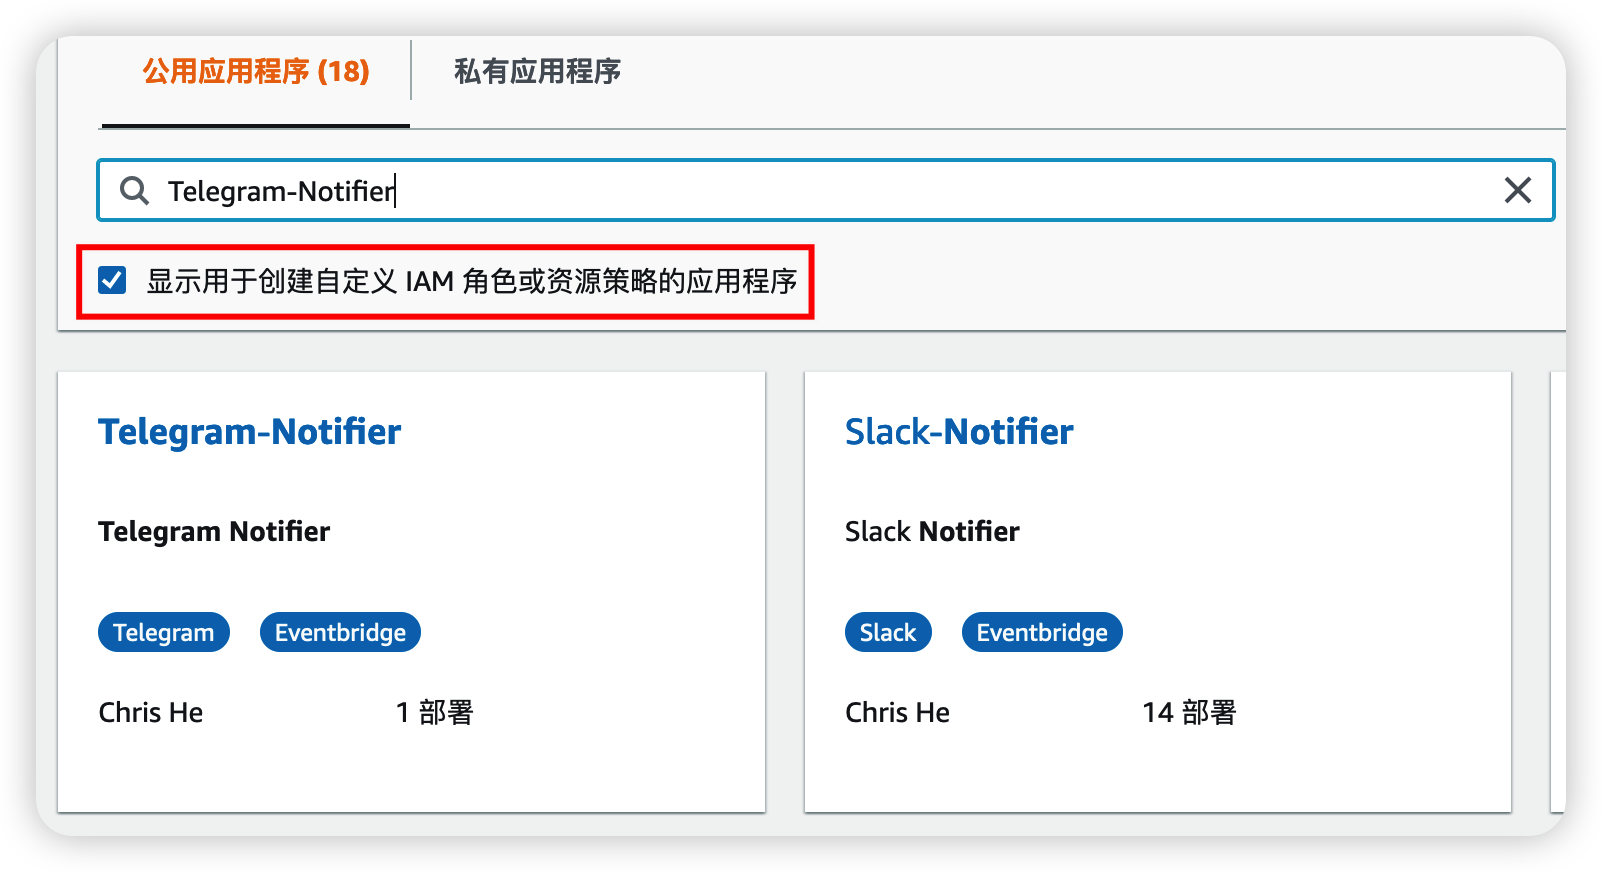 公用应用程序 (18)
私有应用程序
Telegram-Notifier
显示用于创建自定义 IAM 角色或资源策略的应用程序
Telegram-Notifier
Telegram Notifier
Telegram Eventbridge
Chris He 1 部署
Slack-Notifier
Slack Notifier
Slack Eventbridge
Chris He 14 部署